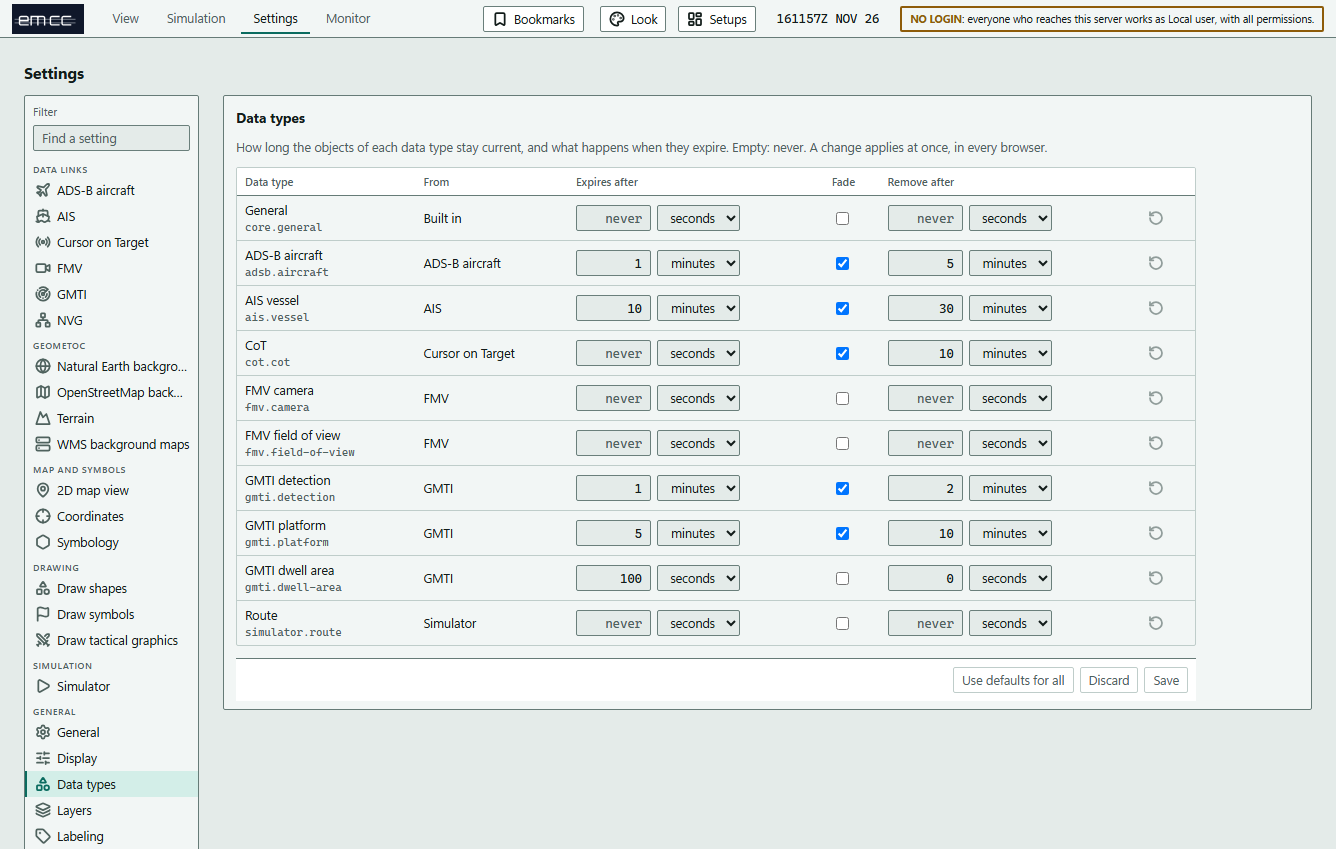 emcc View Simulation Settings Monitor Bookmarks Look Setups 161157Z NOV 26 NO LOGIN: everyone who reaches this server works as Local user, with all permissions.
Settings
Filter
Find a setting
DATA LINKS
ADS-B aircraft
AIS
Cursor on Target
FMV
GMTI
NVG
GEOMETOC
Natural Earth backgro...
OpenStreetMap back...
Terrain
WMS background maps
MAP AND SYMBOLS
2D map view
Coordinates
Symbology
DRAWING
Draw shapes
Draw symbols
Draw tactical graphics
SIMULATION
Simulator
GENERAL
General
Display
Data types
Layers
Labeling
Data types
How long the objects of each data type stay current, and what happens when they expire. Empty: never. A change applies at once, in every browser.
Data type From Expires after Fade Remove after
General Built in never seconds never seconds
core.general
ADS-B aircraft ADS-B aircraft 1 minutes 5 minutes
adsb.aircraft
AIS vessel AIS 10 minutes 30 minutes
ais.vessel
CoT Cursor on Target never seconds 10 minutes
cot.cot
FMV camera FMV never seconds never seconds
fmv.camera
FMV field of view FMV never seconds never seconds
fmv.field-of-view
GMTI detection GMTI 1 minutes 2 minutes
gmti.detection
GMTI platform GMTI 5 minutes 10 minutes
gmti.platform
GMTI dwell area GMTI 100 seconds 0 seconds
gmti.dwell-area
Route Simulator never seconds never seconds
simulator.route
Use defaults for all Discard Save